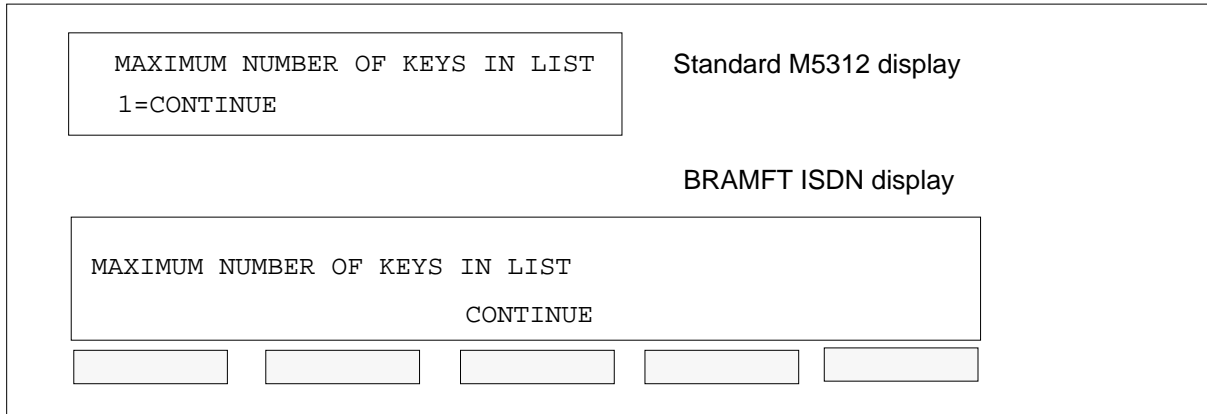 MAXIMUM NUMBER OF KEYS IN LIST
1=CONTINUE
Standard M5312 display
BRAMFT ISDN display
MAXIMUM NUMBER OF KEYS IN LIST
CONTINUE